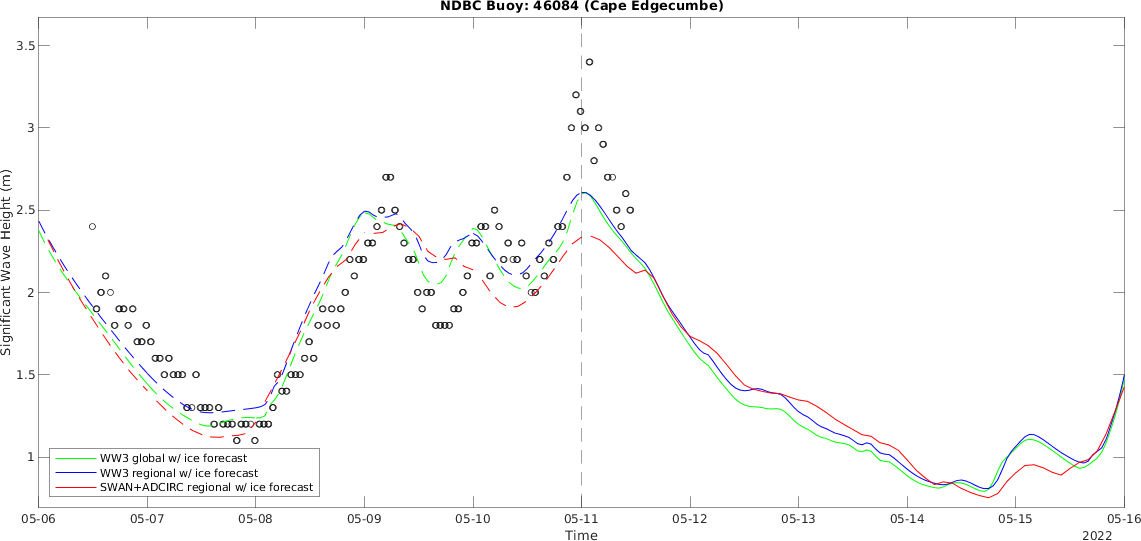 NDBC Buoy: 46084 (Cape Edgecumbe)
3.5
3
2.5
2
1.5
1
Significant Wave Height (m)
WW3 global w/ ice forecast
WW3 regional w/ ice forecast
SWAN+ADCIRC regional w/ ice forecast
05-06 05-07 05-08 05-09 05-10 05-11 05-12 05-13 05-14 05-15 05-16
Time
2022